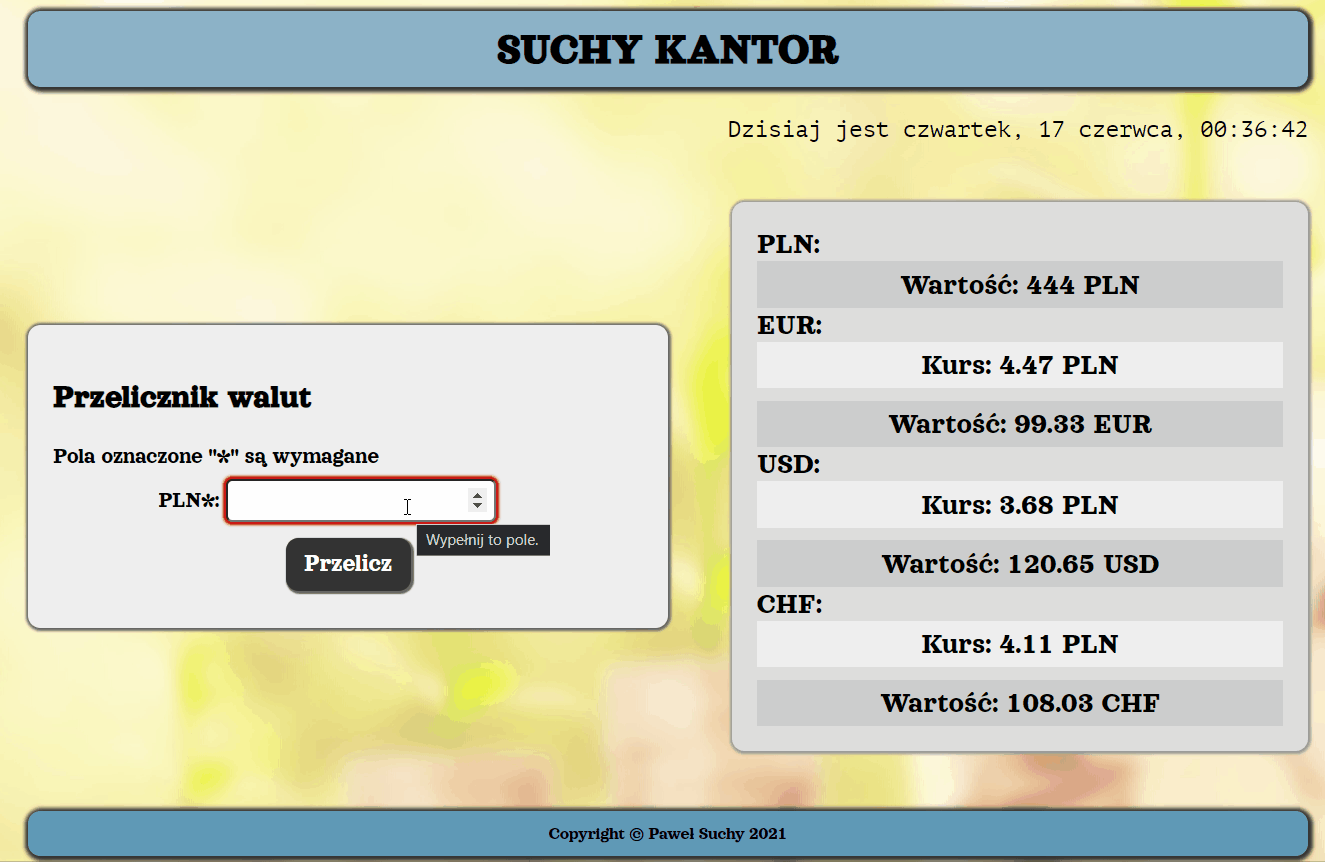 SUCHY KANTOR
Dzisiaj jest czwartek, 17 czerwca, 00:36:42
Przelicznik walut
Pola oznaczone "*" są wymagane
PLN*:
Wypełnij to pole.
Przelicz
PLN:
Wartość: 444 PLN
EUR:
Kurs: 4.47 PLN
Wartość: 99.33 EUR
USD:
Kurs: 3.68 PLN
Wartość: 120.65 USD
CHF:
Kurs: 4.11 PLN
Wartość: 108.03 CHF
Copyright © Paweł Suchy 2021